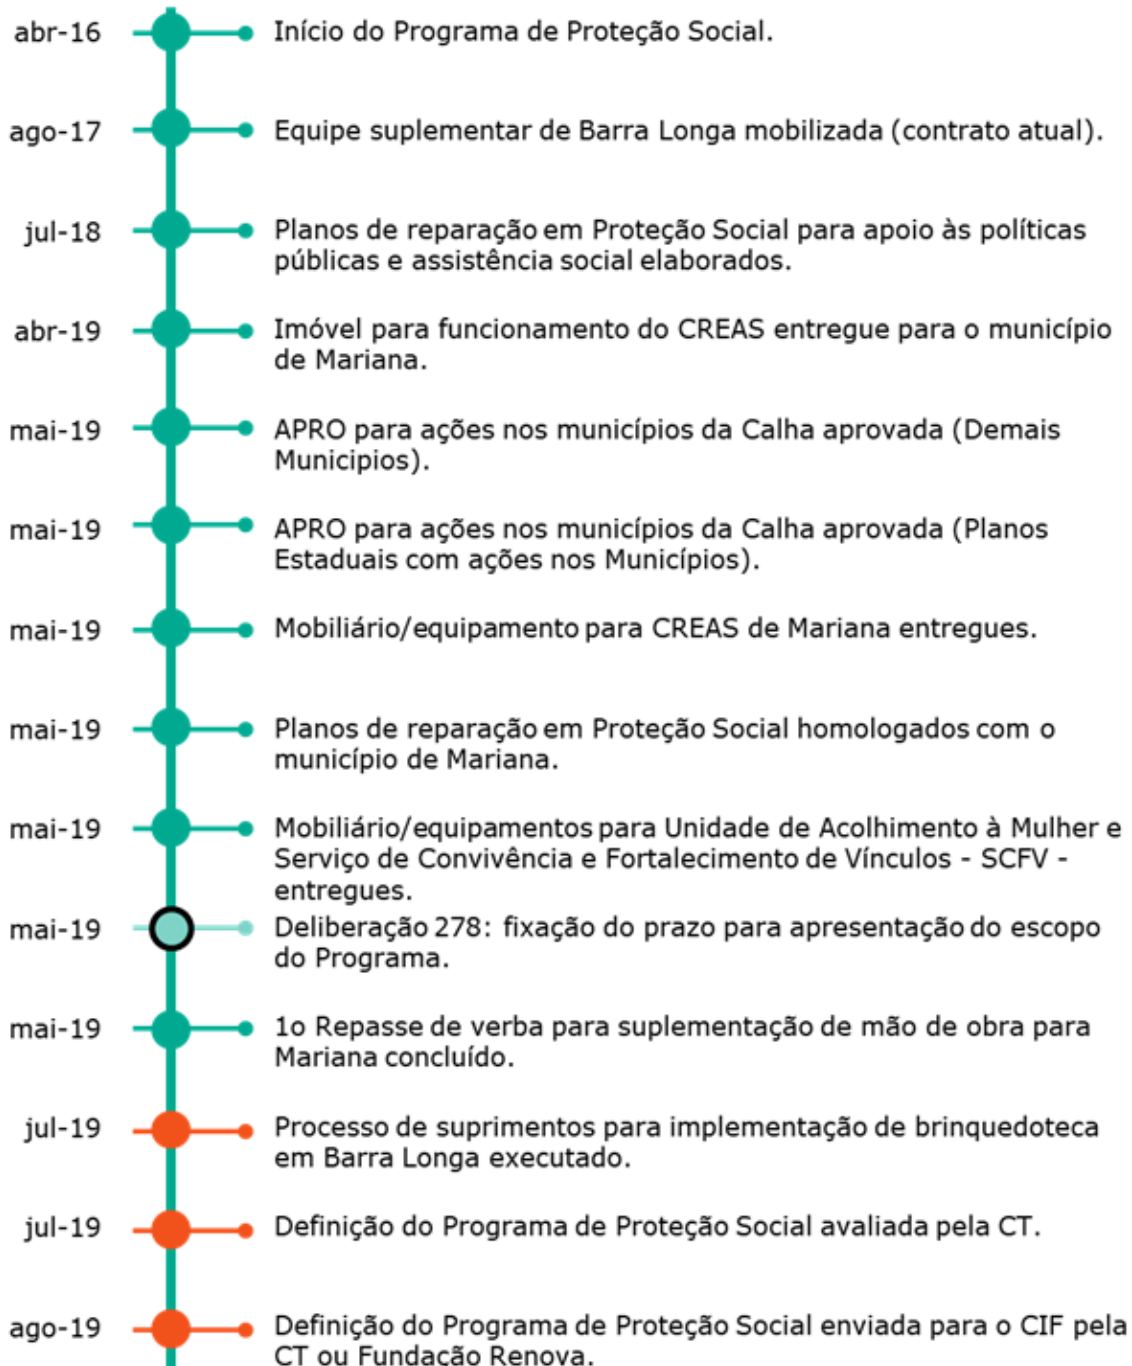 abr-16 Início do Programa de Proteção Social.
ago-17 Equipe suplementar de Barra Longa mobilizada (contrato atual).
jul-18 Planos de reparação em Proteção Social para apoio às políticas
públicas e assistência social elaborados.
abr-19 Imóvel para funcionamento do CREAS entregue para o município
de Mariana.
mai-19 APRO para ações nos municípios da Calha aprovada (Demais
Municipios).
mai-19 APRO para ações nos municípios da Calha aprovada (Planos
Estaduais com ações nos Municípios).
mai-19 Mobiliário/equipamento para CREAS de Mariana entregues.
mai-19 Planos de reparação em Proteção Social homologados com o
município de Mariana.
mai-19 Mobiliário/equipamentos para Unidade de Acolhimento à Mulher e
Serviço de Convivência e Fortalecimento de Vínculos - SCFV -
entregues.
mai-19 Deliberação 278: fixação do prazo para apresentação do escopo
do Programa.
mai-19 1o Repasse de verba para suplementação de mão de obra para
Mariana concluído.
jul-19 Processo de suprimentos para implementação de brinquedoteca
em Barra Longa executado.
jul-19 Definição do Programa de Proteção Social avaliada pela CT.
ago-19 Definição do Programa de Proteção Social enviada para o CIF pela
CT ou Fundação Renova.